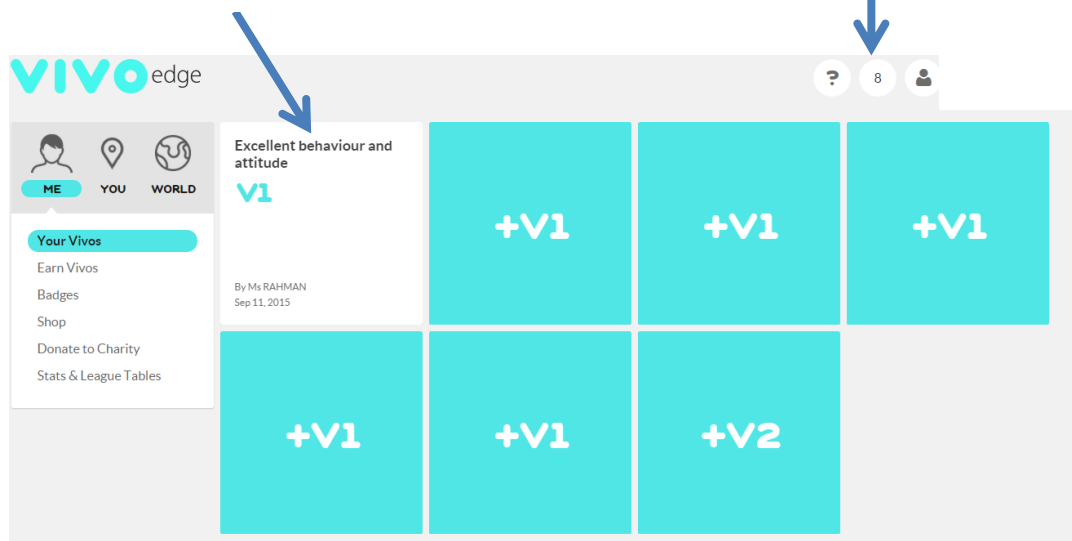 VIVO edge
? 8
ME YOU WORLD
Your Vivos
Earn Vivos
Badges
Shop
Donate to Charity
Stats & League Tables
Excellent behaviour and
attitude
V1
By Ms RAHMAN
Sep 11, 2015
+V1 +V1 +V1
+V1 +V1 +V2